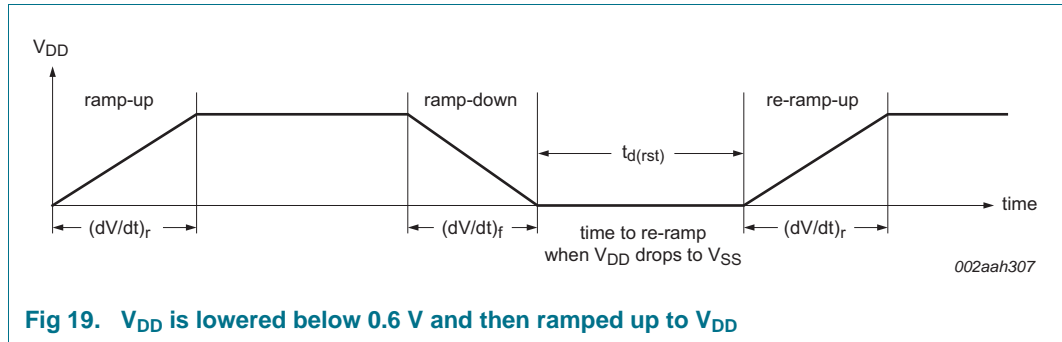 VDD
ramp-up
ramp-down
re-ramp-up
td(rst)
time
(dV/dt)r
(dV/dt)f
time to re-ramp
when VDD drops to VSS
(dV/dt)r
002aah307
Fig 19. VDD is lowered below 0.6 V and then ramped up to VDD